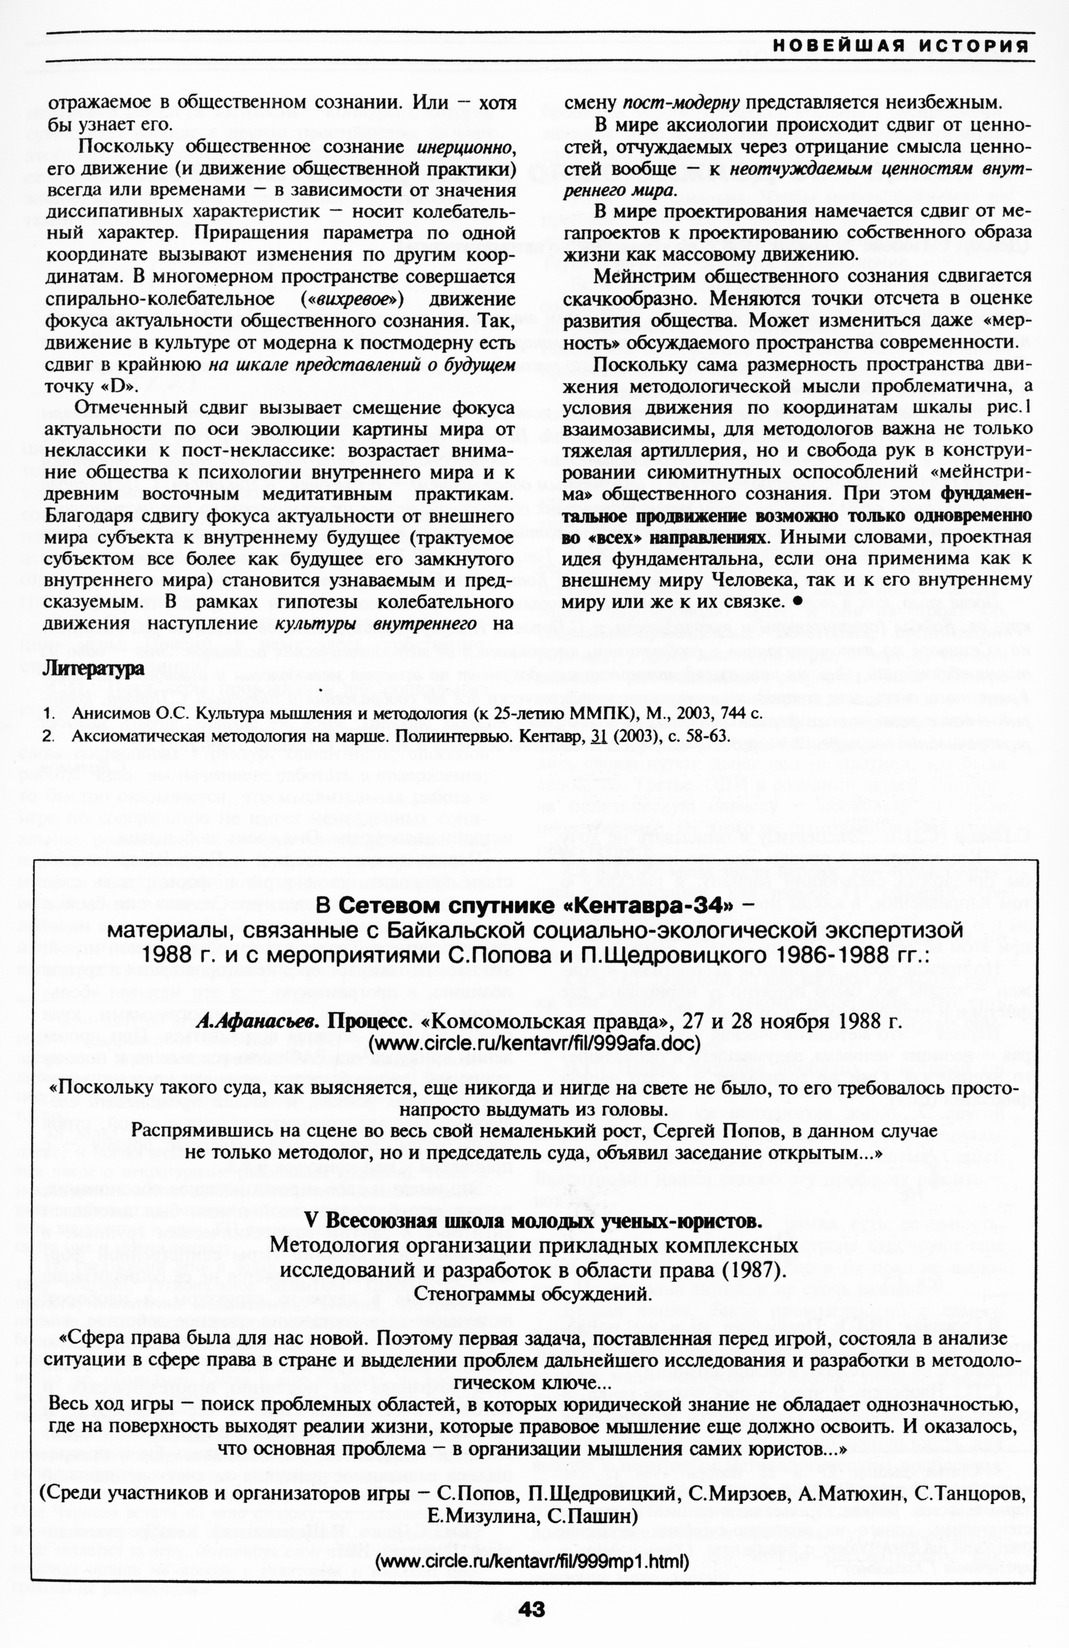 НОВЕЙШАЯ ИСТОРИЯ
отражаемое в общественном сознании. Или — хотя
бы узнает его.
Поскольку общественное сознание инерционно,
его движение (и движение общественной практики)
всегда или временами — в зависимости от значения
диссипативных характеристик — носит колебатель-
ный характер. Приращения параметра по одной
координате вызывают изменения по другим коор-
динатам. В многомерном пространстве совершается
спирально-колебательное («вихревое») движение
фокуса актуальности общественного сознания. Так,
движение в культуре от модерна к постмодерну есть
сдвиг в крайнюю на шкале представлений о будущем
точку «D».
Отмеченный сдвиг вызывает смещение фокуса
актуальности по оси эволюции картины мира от
неклассики к пост-неклассике: возрастает внима-
ние общества к психологии внутреннего мира и к
древним восточным медитативным практикам.
Благодаря сдвигу фокуса актуальности от внешнего
мира субъекта к внутреннему будущее (трактуемое
субъектом все более как будущее его замкнутого
внутреннего мира) становится узнаваемым и пред-
сказуемым. В рамках гипотезы колебательного
движения наступление культуры внутреннего на
смену пост-модерну представляется неизбежным.
В мире аксиологии происходит сдвиг от ценно-
стей, отчуждаемых через отрицание смысла ценно-
стей вообще — к неотчуждаемым ценностям внут-
реннего мира.
В мире проектирования намечается сдвиг от ме-
гапроектов к проектированию собственного образа
жизни как массовому движению.
Мейнстрим общественного сознания сдвигается
скачкообразно. Меняются точки отсчета в оценке
развития общества. Может измениться даже «мер-
ность» обсуждаемого пространства современности.
Поскольку сама размерность пространства дви-
жения методологической мысли проблематична, а
условия движения по координатам шкалы рис.1
взаимозависимы, для методологов важна не только
тяжелая артиллерия, но и свобода рук в конструи-
ровании сиюмитнутных оспоблений «мейнстри-
ма» общественного сознания. При этом фундамен-
тальное продвижение возможно только одновременно
во «всех» направлениях. Иными словами, проектная
идея фундаментальна, если она применима как к
внешнему миру Человека, так и к его внутреннему
миру или же к их связке. ●
Литература
1. Анисимов О.С. Культура мышления и методология (к 25-летию ММПК), М., 2003, 744 с.
2. Аксиоматическая методология на марше. Полиинтервью. Кентавр, 31 (2003), с. 58-63.
В Сетевом спутнике «Кентавра-34» –
материалы, связанные с Байкальской социально-экологической экспертизой
1988 г. и с мероприятиями С.Попова и П.Щедровицкого 1986-1988 гг.:
А.Афанасьев. Процесс. «Комсомольская правда», 27 и 28 ноября 1988 г.
(www.circle.ru/kentavr/fil/999afa.doc)
«Поскольку такого суда, как выясняется, еще никогда и нигде на свете не было, то его требовалось просто-
напросто выдумать из головы.
Распрямившись на сцене во весь свой немаленький рост, Сергей Попов, в данном случае
не только методолог, но и председатель суда, объявил заседание открытым...»
V Всесоюзная школа молодых ученых-юристов.
Методология организации прикладных комплексных
исследований и разработок в области права (1987).
Стенограммы обсуждений.
«Сфера права была для нас новой. Поэтому первая задача, поставленная перед игрой, состояла в анализе
ситуации в сфере права в стране и выделении проблем дальнейшего исследования и разработки в методоло-
гическом ключе...
Весь ход игры — поиск проблемных областей, в которых юридической знание не обладает однозначностью,
где на поверхность выходят реалии жизни, которые правовое мышление еще должно освоить. И оказалось,
что основная проблема — в организации мышления самих юристов...»
(Среди участников и организаторов игры — С.Попов, П.Щедровицкий, С.Мирзоев, А.Матюхин, С.Танцоров,
Е.Мизулина, С.Пашин)
(www.circle.ru/kentavr/fil/999mp1.html)
43